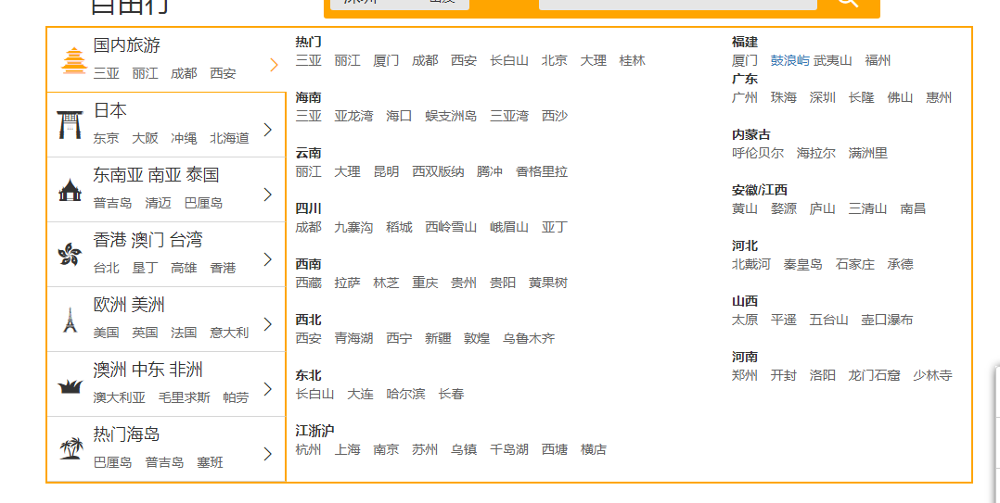 自由行
深圳 出发
国内旅游
三亚 丽江 成都 西安
日本
东京 大阪 冲绳 北海道
东南亚 南亚 泰国
普吉岛 清迈 巴厘岛
香港 澳门 台湾
台北 垦丁 高雄 香港
欧洲 美洲
美国 英国 法国 意大利
澳洲 中东 非洲
澳大利亚 毛里求斯 帕劳
热门海岛
巴厘岛 普吉岛 塞班
热门
三亚 丽江 厦门 成都 西安 长白山 北京 大理 桂林
海南
三亚 亚龙湾 海口 蜈支洲岛 三亚湾 西沙
云南
丽江 大理 昆明 西双版纳 腾冲 香格里拉
四川
成都 九寨沟 稻城 西岭雪山 峨眉山 亚丁
西南
西藏 拉萨 林芝 重庆 贵州 贵阳 黄果树
西北
西安 青海湖 西宁 新疆 敦煌 乌鲁木齐
东北
长白山 大连 哈尔滨 长春
江浙沪
杭州 上海 南京 苏州 乌镇 千岛湖 西塘 横店
福建
厦门 鼓浪屿 武夷山 福州
广东
广州 珠海 深圳 长隆 佛山 惠州
内蒙古
呼伦贝尔 海拉尔 满洲里
安徽/江西
黄山 婺源 庐山 三清山 南昌
河北
北戴河 秦皇岛 石家庄 承德
山西
太原 平遥 五台山 壶口瀑布
河南
郑州 开封 洛阳 龙门石窟 少林寺